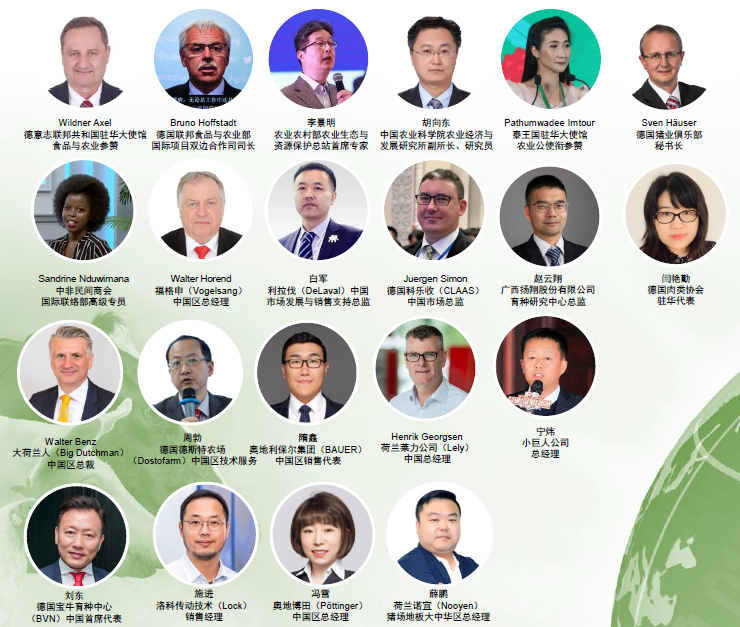 Wildner Axel
德意志联邦共和国驻华大使馆
食品与农业参赞
Bruno Hoffstadt
德国联邦食品与农业部
国际项目双边合作司司长
李景明
农业农村部农业生态与
资源保护总站首席专家
胡向东
中国农业科学院农业经济与
发展研究所副所长、研究员
Pathumwadee Imtour
泰王国驻华大使馆
农业公使衔参赞
Sven Häuser
德国猪业俱乐部
秘书长
Sandrine Nduwimana
中非民间商会
国际联络部高级专员
Walter Horend
福格申（Vogelsang）
中国区总经理
白军
利拉伐（DeLaval）中国
市场发展与销售支持总监
Juergen Simon
德国科乐收（CLAAS）
中国市场总监
赵云翔
广西扬翔股份有限公司
育种研究中心总监
闫艳勤
德国肉类协会
驻华代表
Walter Benz
大荷兰人（Big Dutchman）
中国区总裁
周勃
德国德斯特农场
（Dostofarm）中国区技术服务
隋鑫
奥地利保尔集团（BAUER）
中国区销售代表
Henrik Georgsen
荷兰莱力公司（Lely）
中国总经理
宁炜
小巨人公司
总经理
刘东
德国宝牛育种中心
（BVN）中国首席代表
施进
洛科传动技术（Lock）
销售经理
冯雪
奥地博田（Pöttinger）
中国区总经理
薛鹏
荷兰诺宜（Nooyen）
猪场地板大中华区总经理